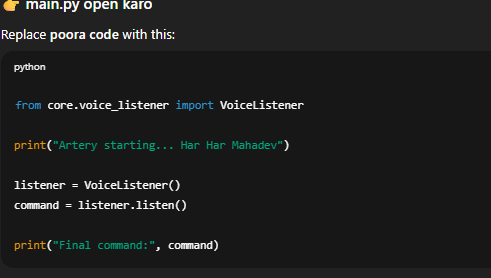 👉 main.py open karo
Replace poora code with this:
python
from core.voice_listener import VoiceListener
print("Artery starting... Har Har Mahadev")
listener = VoiceListener()
command = listener.listen()
print("Final command:", command)